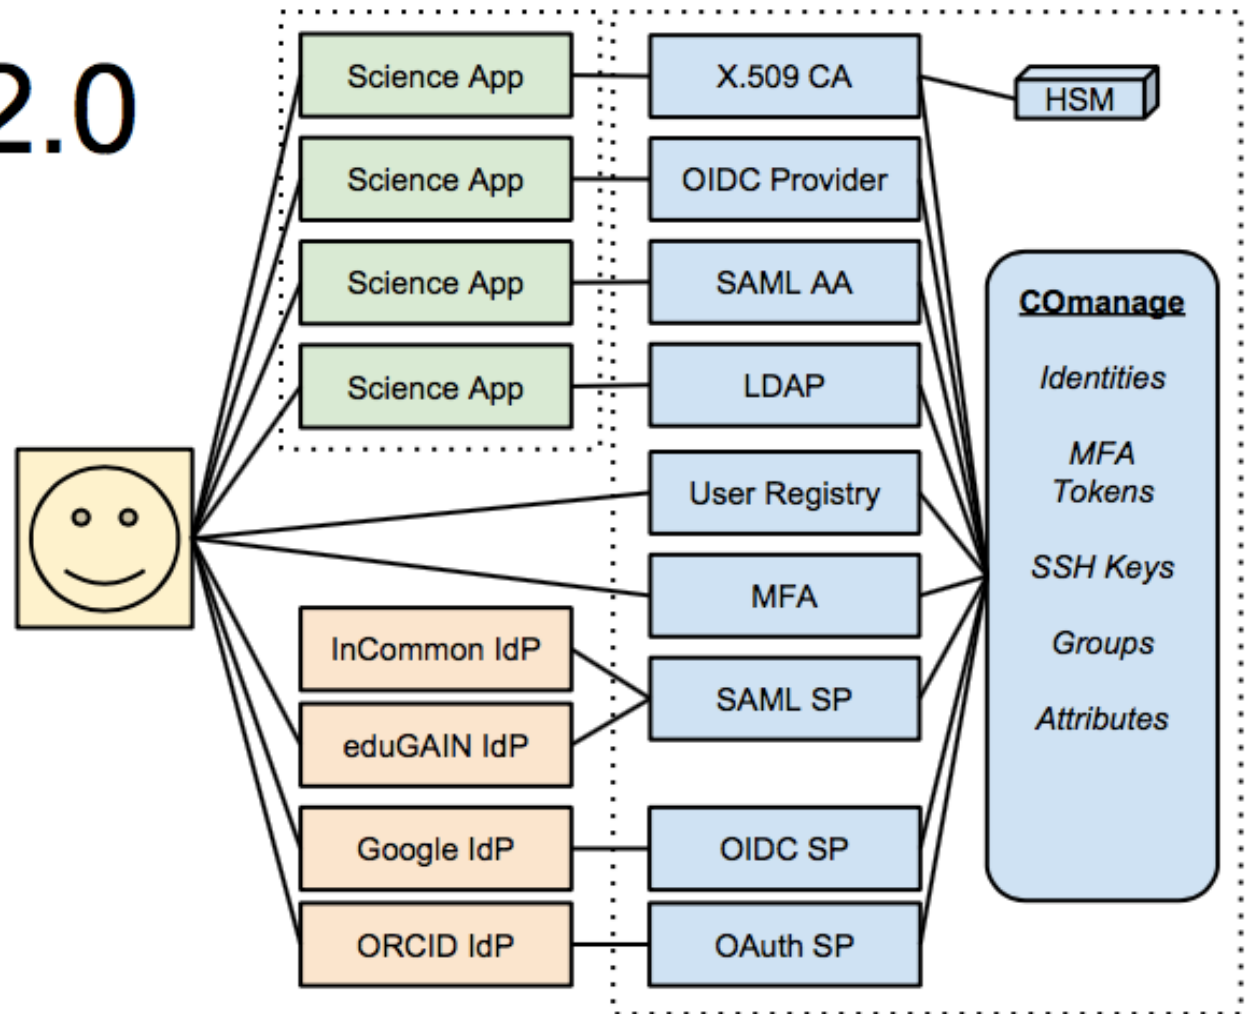 2.0
Science App
X.509 CA
HSM
Science App
OIDC Provider
Science App
SAML AA
Science App
LDAP
User Registry
MFA
InCommon IdP
SAML SP
eduGAIN IdP
Google IdP
OIDC SP
ORCID IdP
OAuth SP
COmanage
Identities
MFA
Tokens
SSH Keys
Groups
Attributes